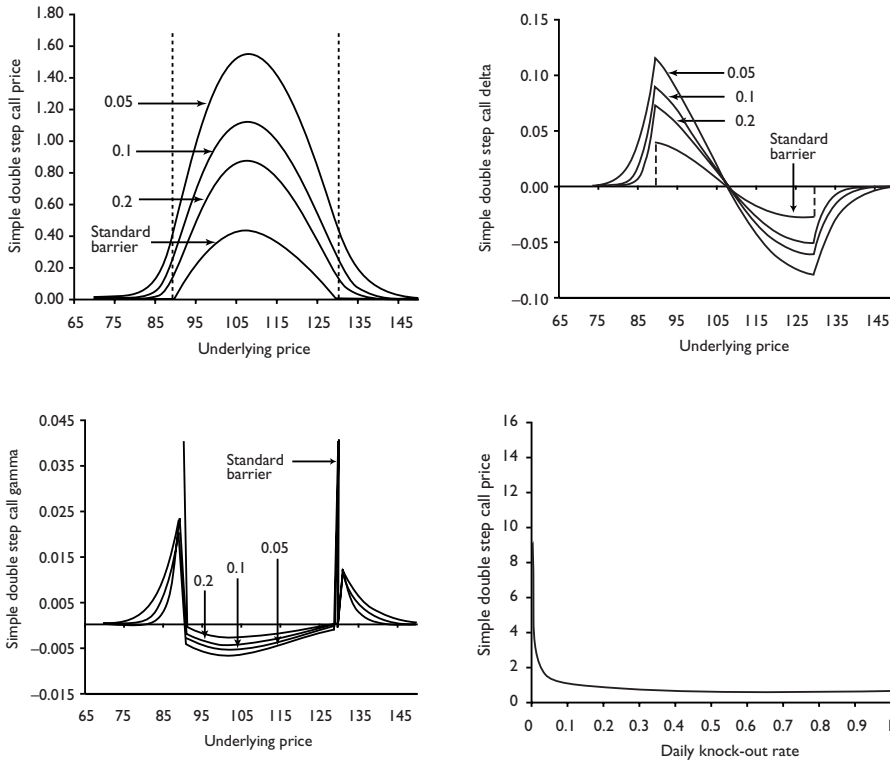 Simple double step call price
1.80
1.60
1.40
1.20
1.00
0.80
0.60
0.40
0.20
0.00
0.05
0.1
0.2
Standard
barrier
65 75 85 95 105 115 125 135 145
Underlying price
Simple double step call delta
0.15
0.10
0.05
0.00
−0.05
−0.10
0.05
0.1
0.2
Standard
barrier
65 75 85 95 105 115 125 135 145
Underlying price
Simple double step call gamma
0.045
0.035
0.025
0.015
0.005
−0.005
−0.015
Standard
barrier
0.2
0.1
0.05
65 75 85 95 105 115 125 135 145
Underlying price
Simple double step call price
16
14
12
10
8
6
4
2
0
0 0.1 0.2 0.3 0.4 0.5 0.6 0.7 0.8 0.9 1
Daily knock-out rate